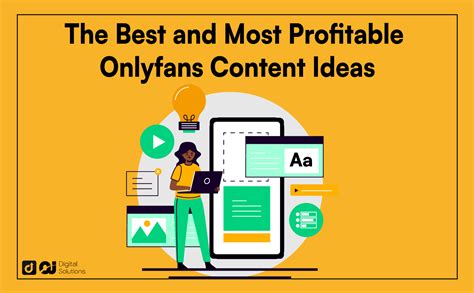 The Best and Most Profitable
Onlyfans Content Ideas
Aa
Digital
Solutions